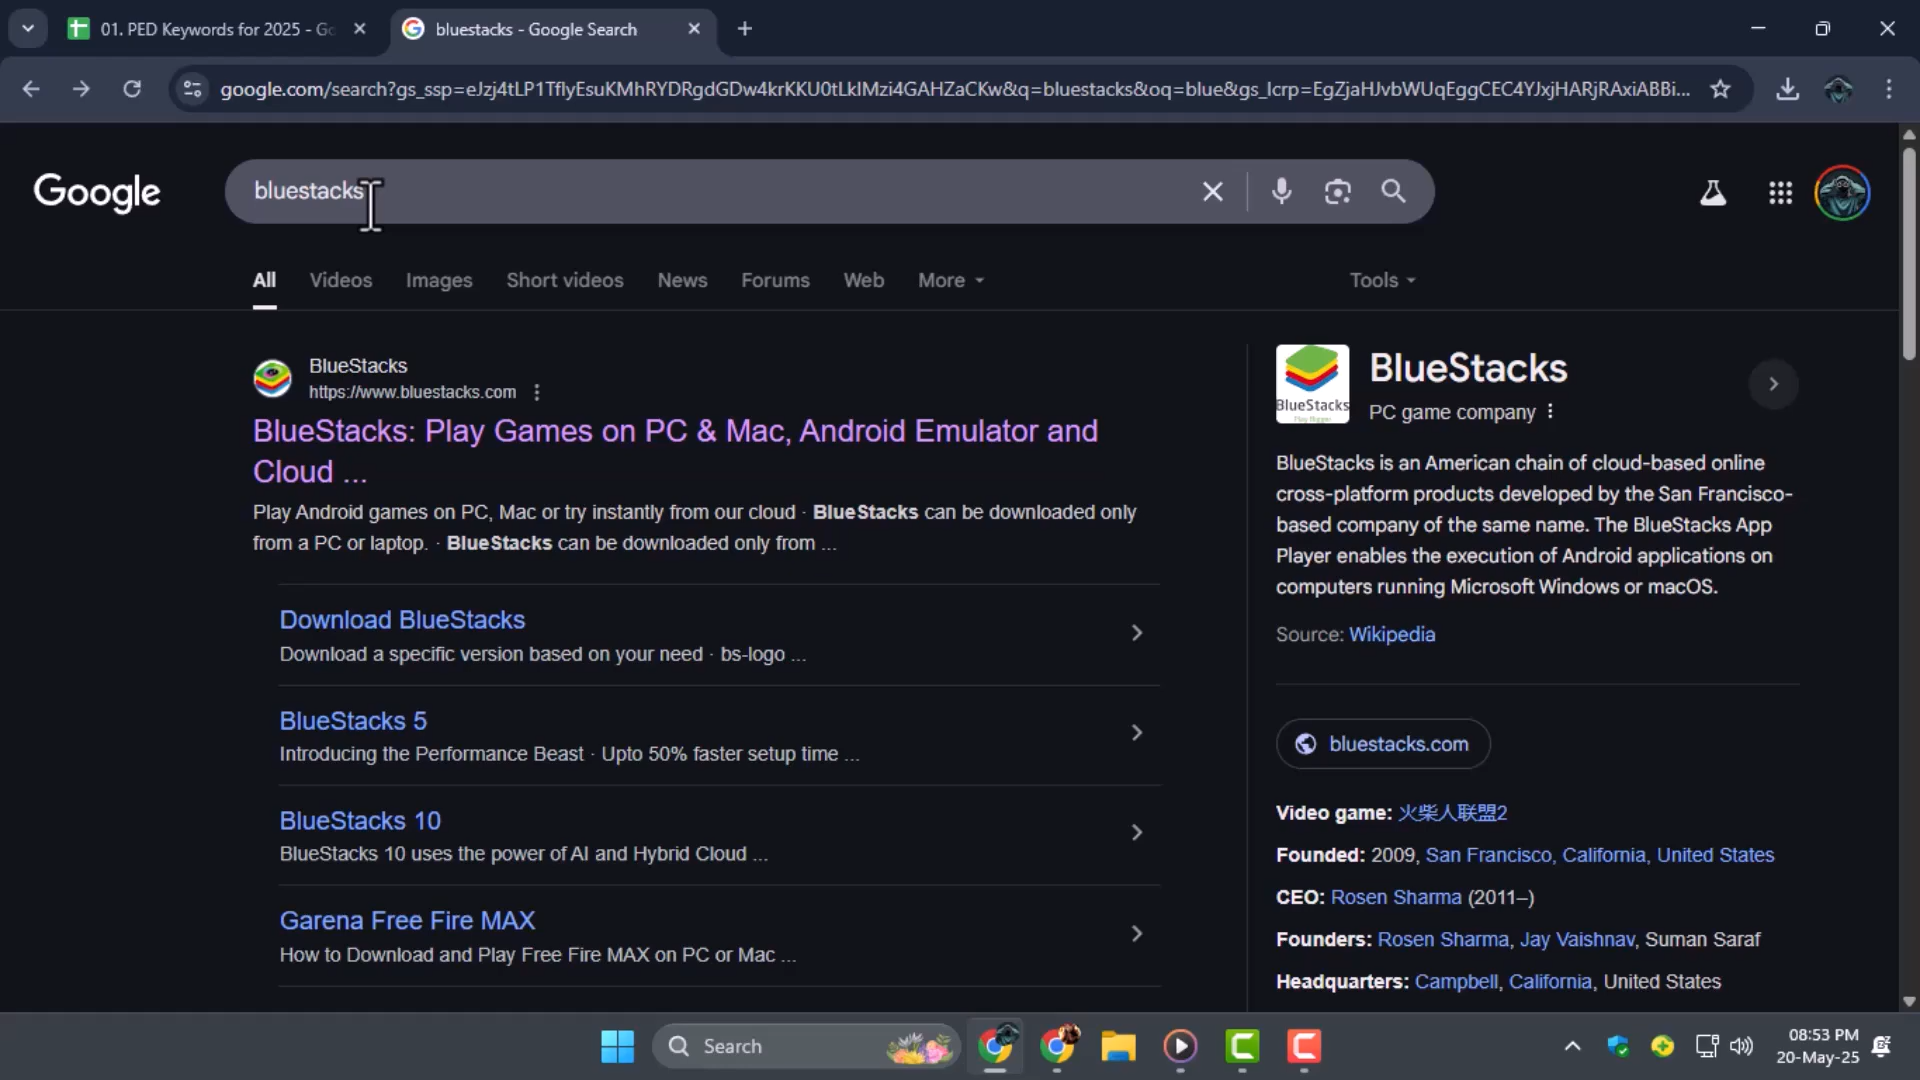 01. PED Keywords for 2025 - Go
bluestacks - Google Search
google.com/search?gs_ssp=eJzj4tLP1TflyEsuKMhRYDRgdGDw4krKKU0tLklMzi4GAHZaCKw&q=bluestacks&oq=blue&gs_lcrp=EgZjaHJvbWUqEggCEC4YJxjHARjRAxiABBi...
Google
bluestacks
All
Videos
Images
Short videos
News
Forums
Web
More
Tools
BlueStacks
https://www.bluestacks.com
BlueStacks: Play Games on PC & Mac, Android Emulator and
Cloud ...
Play Android games on PC, Mac or try instantly from our cloud · BlueStacks can be downloaded only
from a PC or laptop. · BlueStacks can be downloaded only from ...
Download BlueStacks
Download a specific version based on your need · bs-logo ...
BlueStacks 5
Introducing the Performance Beast · Upto 50% faster setup time ...
BlueStacks 10
BlueStacks 10 uses the power of AI and Hybrid Cloud ...
Garena Free Fire MAX
How to Download and Play Free Fire MAX on PC or Mac ...
BlueStacks
Play Bigger
BlueStacks
PC game company
BlueStacks is an American chain of cloud-based online
cross-platform products developed by the San Francisco-
based company of the same name. The BlueStacks App
Player enables the execution of Android applications on
computers running Microsoft Windows or macOS.
Source: Wikipedia
bluestacks.com
Video game: 火柴人联盟2
Founded: 2009, San Francisco, California, United States
CEO: Rosen Sharma (2011–)
Founders: Rosen Sharma, Jay Vaishnav, Suman Saraf
Headquarters: Campbell, California, United States
Search
08:53 PM
20-May-25